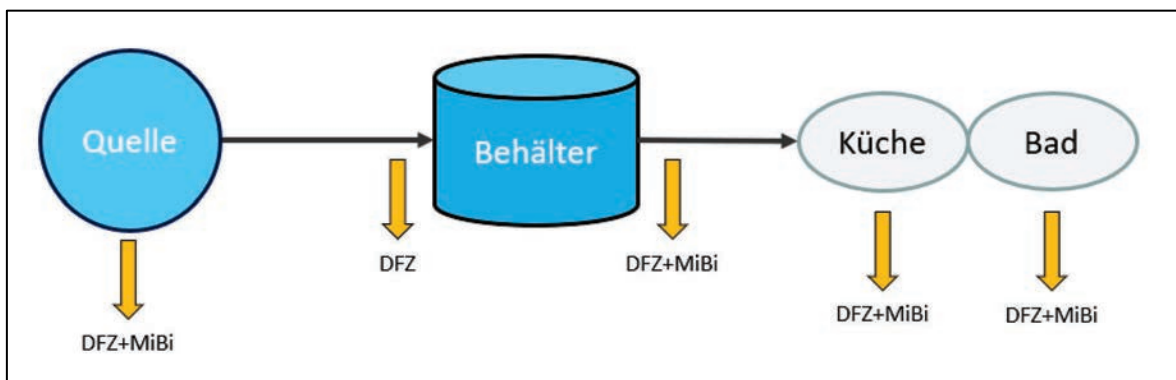 Quelle
Behälter
Küche
Bad
DFZ
DFZ+MiBi
DFZ+MiBi
DFZ+MiBi
DFZ+MiBi